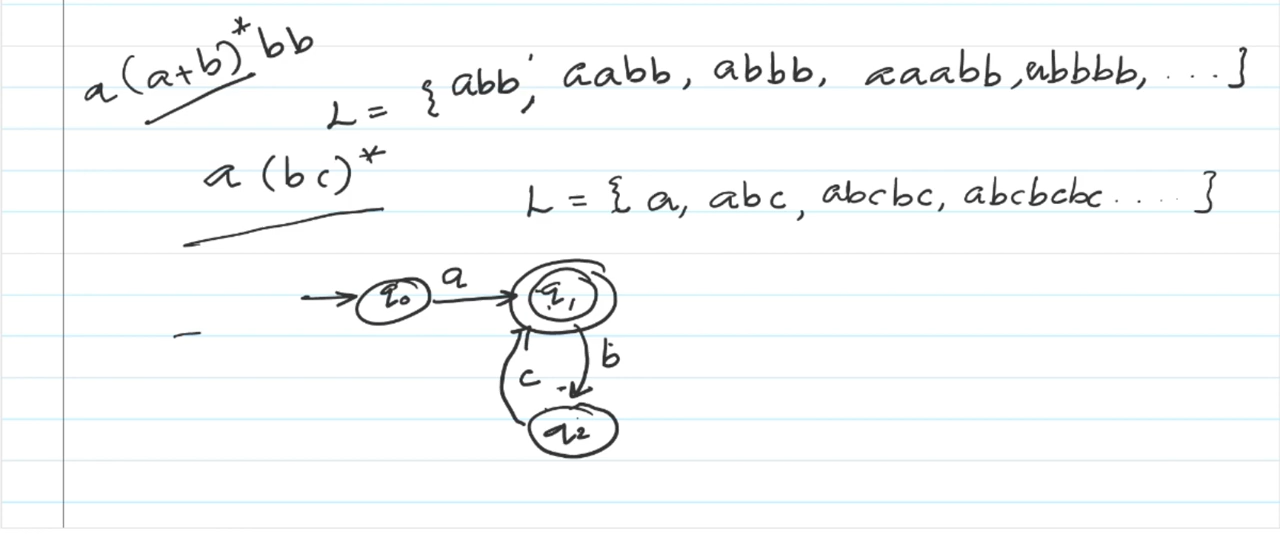 a(a+b)*bb
L = {abb, aabb, abbb, aaabb, abbbb, ....}
a(bc)*
L = {a, abc, abcbc, abcbcbc .....}
q0 a q1
c b
q2